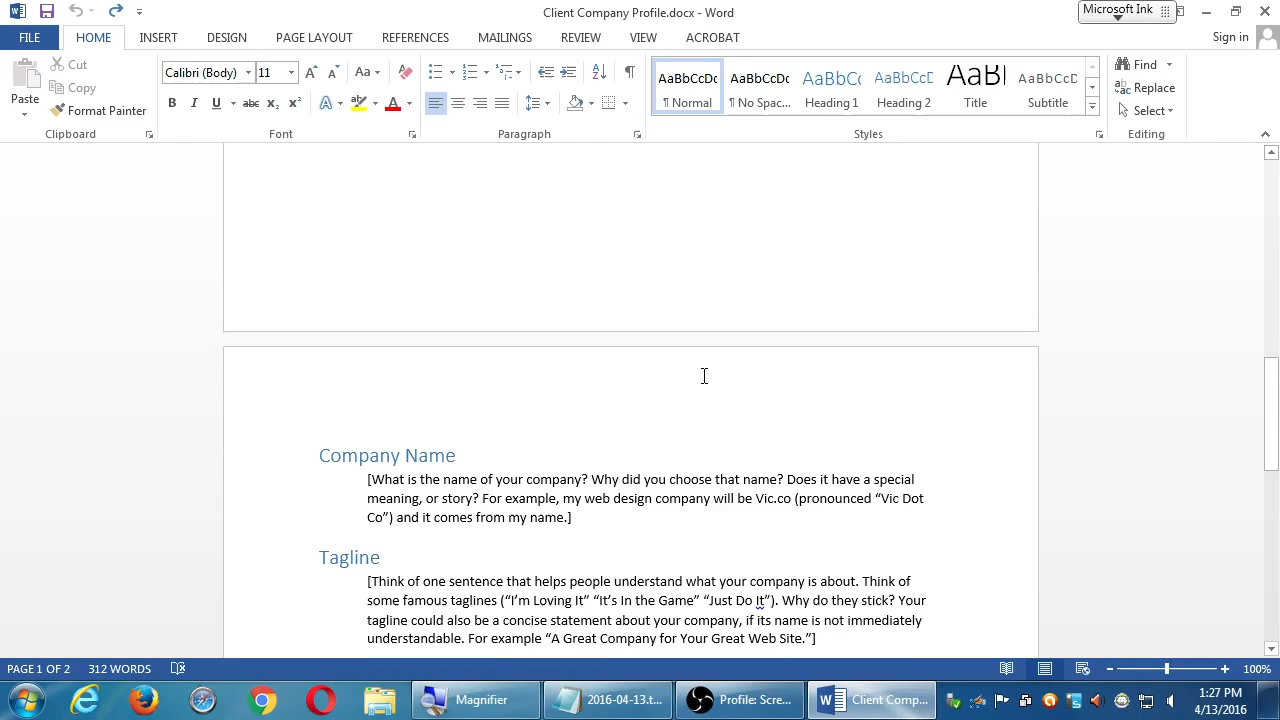 Client Company Profile.docx - Word
Microsoft Ink
FILE HOME INSERT DESIGN PAGE LAYOUT REFERENCES MAILINGS REVIEW VIEW ACROBAT Sign in
Paste
Cut
Copy
Format Painter
Clipboard
Calibri (Body) 11
Font
Paragraph
AaBbCcDc AaBbCcDc AaBbCc AaBbCcD AaB AaBbCcD
¶ Normal ¶ No Spac... Heading 1 Heading 2 Title Subtitle
Styles
Find
Replace
Select
Editing
Company Name
[What is the name of your company? Why did you choose that name? Does it have a special
meaning, or story? For example, my web design company will be Vic.co (pronounced “Vic Dot
Co”) and it comes from my name.]
Tagline
[Think of one sentence that helps people understand what your company is about. Think of
some famous taglines (“I’m Loving It” “It’s In the Game” “Just Do It”). Why do they stick? Your
tagline could also be a concise statement about your company, if its name is not immediately
understandable. For example “A Great Company for Your Great Web Site.”]
PAGE 1 OF 2 312 WORDS 100%
Magnifier 2016-04-13.t... Profile: Scre... Client Comp...
1:27 PM
4/13/2016